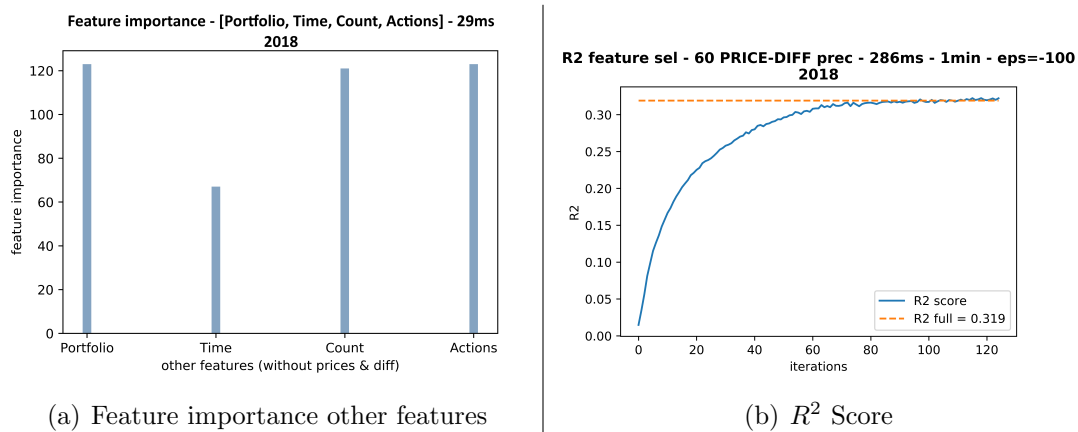 Feature importance - [Portfolio, Time, Count, Actions] - 29ms
2018
120
100
80
60
40
20
0
feature importance
Portfolio Time Count Actions
other features (without prices & diff)
(a) Feature importance other features
R2 feature sel - 60 PRICE-DIFF prec - 286ms - 1min - eps=-100
2018
0.30
0.25
0.20
0.15
0.10
0.05
0.00
R2
R2 score
R2 full = 0.319
0 20 40 60 80 100 120
iterations
(b) R² Score